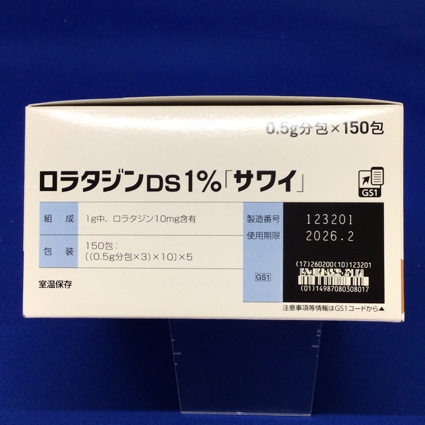 0.5g分包×150包
ロラタジンDS1%「サワイ」
GS1
組成 1g中、ロラタジン10mg含有
包装 150包:
[(0.5g分包×3)×10]×5
製造番号 123201
使用期限 2026.2
(17)260200(10)123201
GS1
(01)14987080308017
室温保存
注意事項等情報はGS1コードから▲